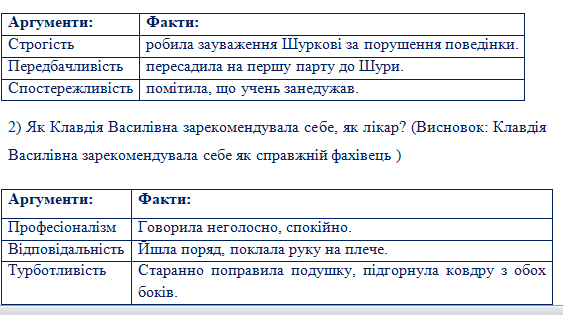 Аргументи: Факти:
Строгість робила зауваження Шуркові за порушення поведінки.
Передбачливість пересадила на першу парту до Шури.
Спостережливість помітила, що учень занедужав.
2) Як Клавдія Василівна зарекомендувала себе, як лікар? (Висновок: Клавдія
Василівна зарекомендувала себе як справжній фахівець )
Аргументи: Факти:
Професіоналізм Говорила неголосно, спокійно.
Відповідальність Йшла поряд, поклала руку на плече.
Турботливість Старанно поправила подушку, підгорнула ковдру з обох
боків.